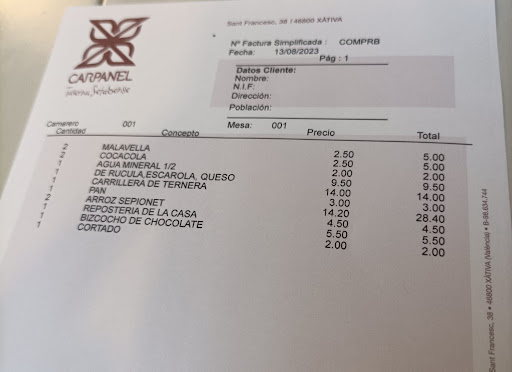 Sant Francesc, 38 I 46800 XÀTIVA
CARPANEL
Taverna Setabense
Nº Factura Simplificada : COMPRB
Fecha: 13/08/2023
Pág : 1
Datos Cliente:
Nombre:
N.I.F:
Dirección:
Población:
Camarero 001 Mesa: 001
Cantidad Concepto Precio Total
2 MALAVELLA 2.50 5.00
2 COCACOLA 2.50 5.00
1 AGUA MINERAL 1/2 2.00 2.00
1 DE RUCULA,ESCAROLA, QUESO 9.50 9.50
1 CARRILLERA DE TERNERA 14.00 14.00
1 PAN 3.00 3.00
2 ARROZ SEPIONET 14.20 28.40
1 REPOSTERIA DE LA CASA 4.50 4.50
1 BIZCOCHO DE CHOCOLATE 5.50 5.50
1 CORTADO 2.00 2.00
Sant Francesc, 38 • 46800 XÀTIVA (Valencia) • B-98.634.744